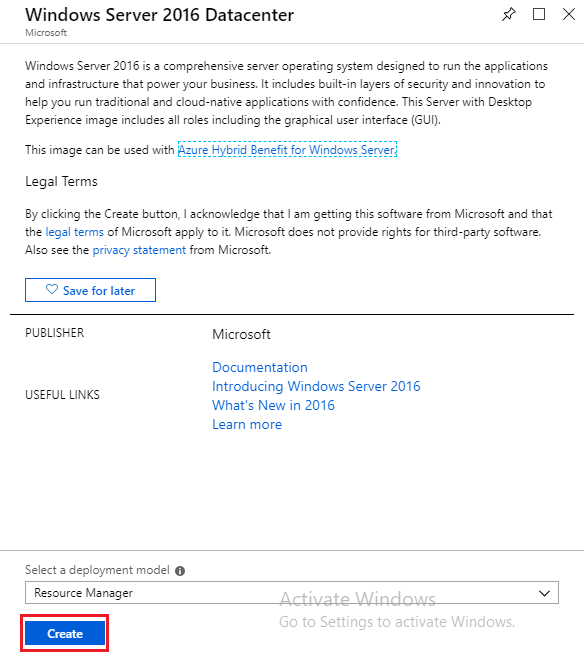 Windows Server 2016 Datacenter
Microsoft
Windows Server 2016 is a comprehensive server operating system designed to run the applications
and infrastructure that power your business. It includes built-in layers of security and innovation to
help you run traditional and cloud-native applications with confidence. This Server with Desktop
Experience image includes all roles including the graphical user interface (GUI).
This image can be used with Azure Hybrid Benefit for Windows Server.
Legal Terms
By clicking the Create button, I acknowledge that I am getting this software from Microsoft and that
the legal terms of Microsoft apply to it. Microsoft does not provide rights for third-party software.
Also see the privacy statement from Microsoft.
Save for later
PUBLISHER Microsoft
Documentation
Introducing Windows Server 2016
USEFUL LINKS
What's New in 2016
Learn more
Select a deployment model
Resource Manager
Activate Windows
Go to Settings to activate Windows.
Create